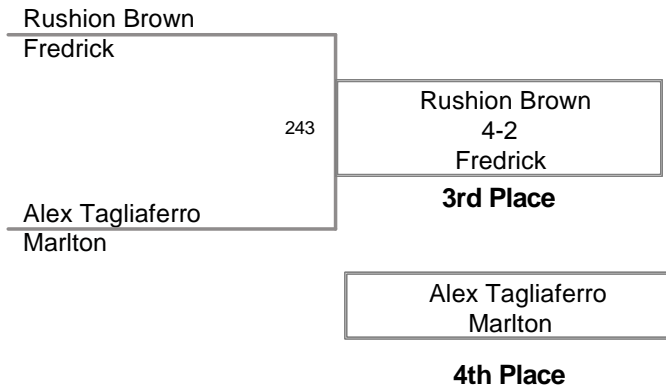 Rushion Brown
Fredrick
243
Rushion Brown
4-2
Fredrick
3rd Place
Alex Tagliaferro
Marlton
Alex Tagliaferro
Marlton
4th Place